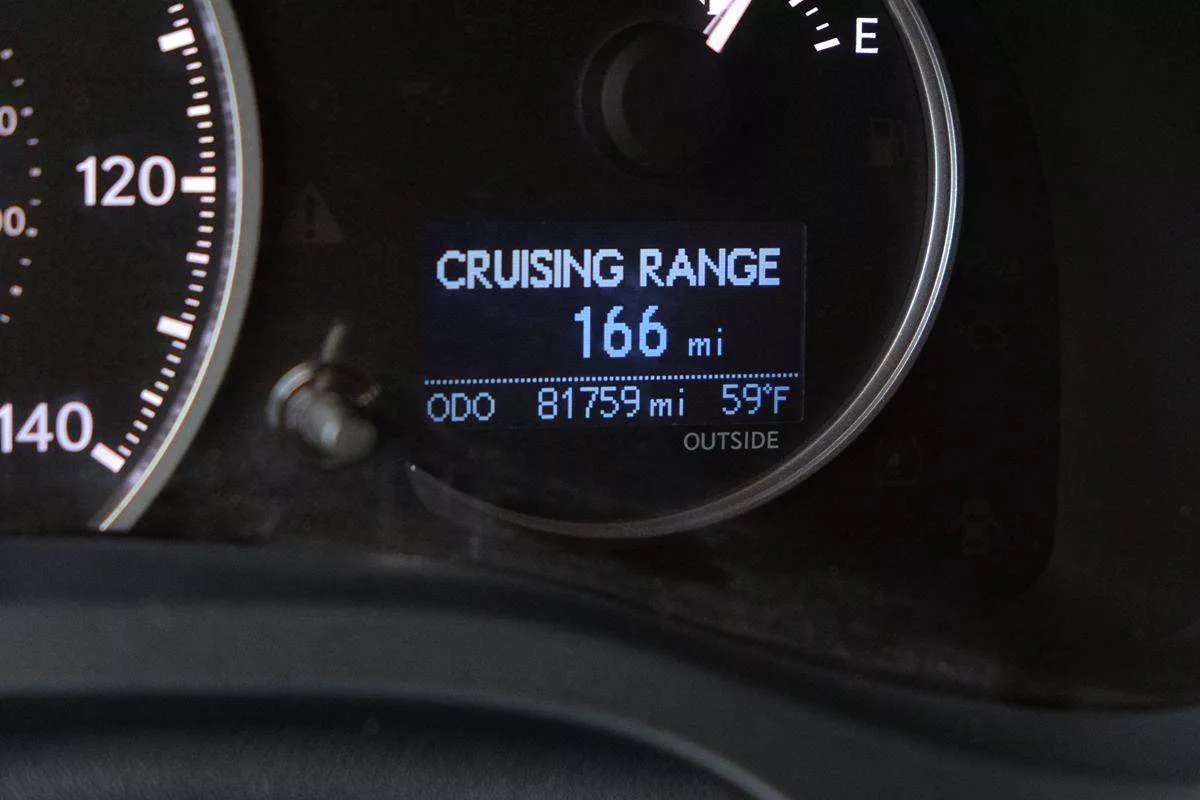 E
120
140
CRUISING RANGE
166 mi
ODO 81759 mi 59°F
OUTSIDE